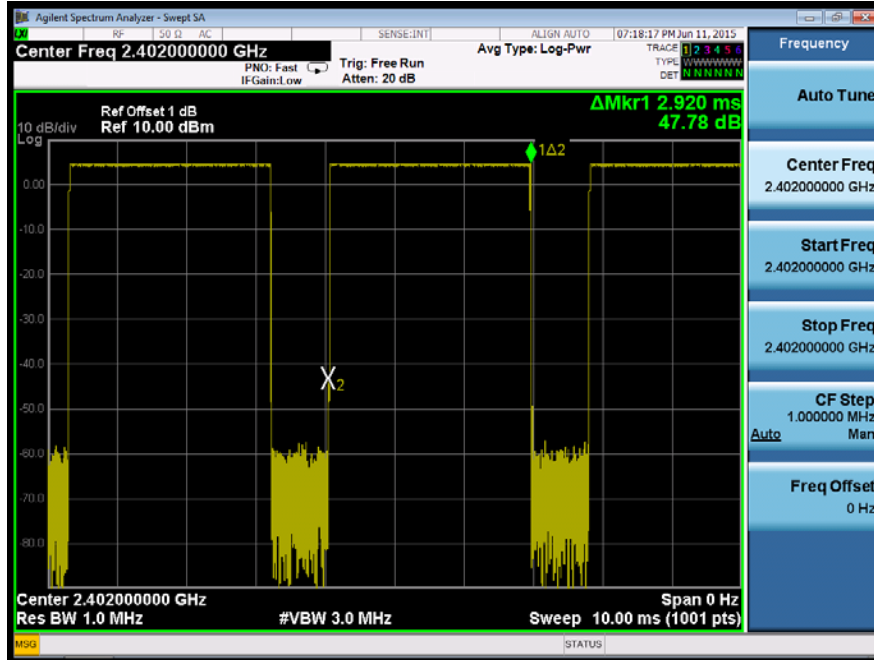 Agilent Spectrum Analyzer - Swept SA
RF 50 Ω AC SENSE:INT ALIGN AUTO 07:18:17 PM Jun 11, 2015
Center Freq 2.402000000 GHz
PNO: Fast
IFGain:Low
Trig: Free Run
Atten: 20 dB
Avg Type: Log-Pwr
TRACE 1 2 3 4 5 6
TYPE WWWWWW
DET N N N N N N
Ref Offset 1 dB
10 dB/div Ref 10.00 dBm
Log
ΔMkr1 2.920 ms
47.78 dB
1Δ2
0.00
-10.0
-20.0
-30.0
-40.0
X2
-50.0
-60.0
-70.0
-80.0
Center 2.402000000 GHz Span 0 Hz
Res BW 1.0 MHz #VBW 3.0 MHz Sweep 10.00 ms (1001 pts)
MSG STATUS
Frequency
Auto Tune
Center Freq
2.402000000 GHz
Start Freq
2.402000000 GHz
Stop Freq
2.402000000 GHz
CF Step
1.000000 MHz
Auto Man
Freq Offset
0 Hz